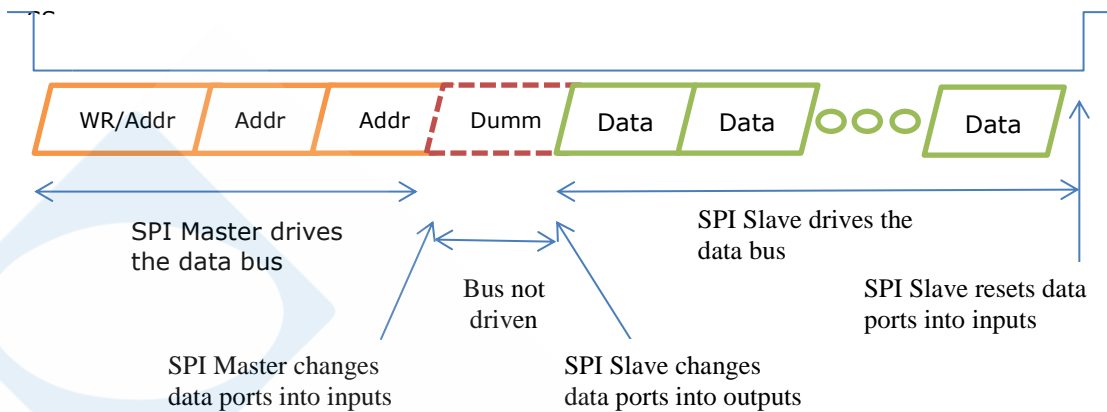 WR/Addr Addr Addr Dumm Data Data Data
SPI Master drives
the data bus
SPI Slave drives the
data bus
Bus not
driven
SPI Slave resets data
ports into inputs
SPI Master changes
data ports into inputs
SPI Slave changes
data ports into outputs